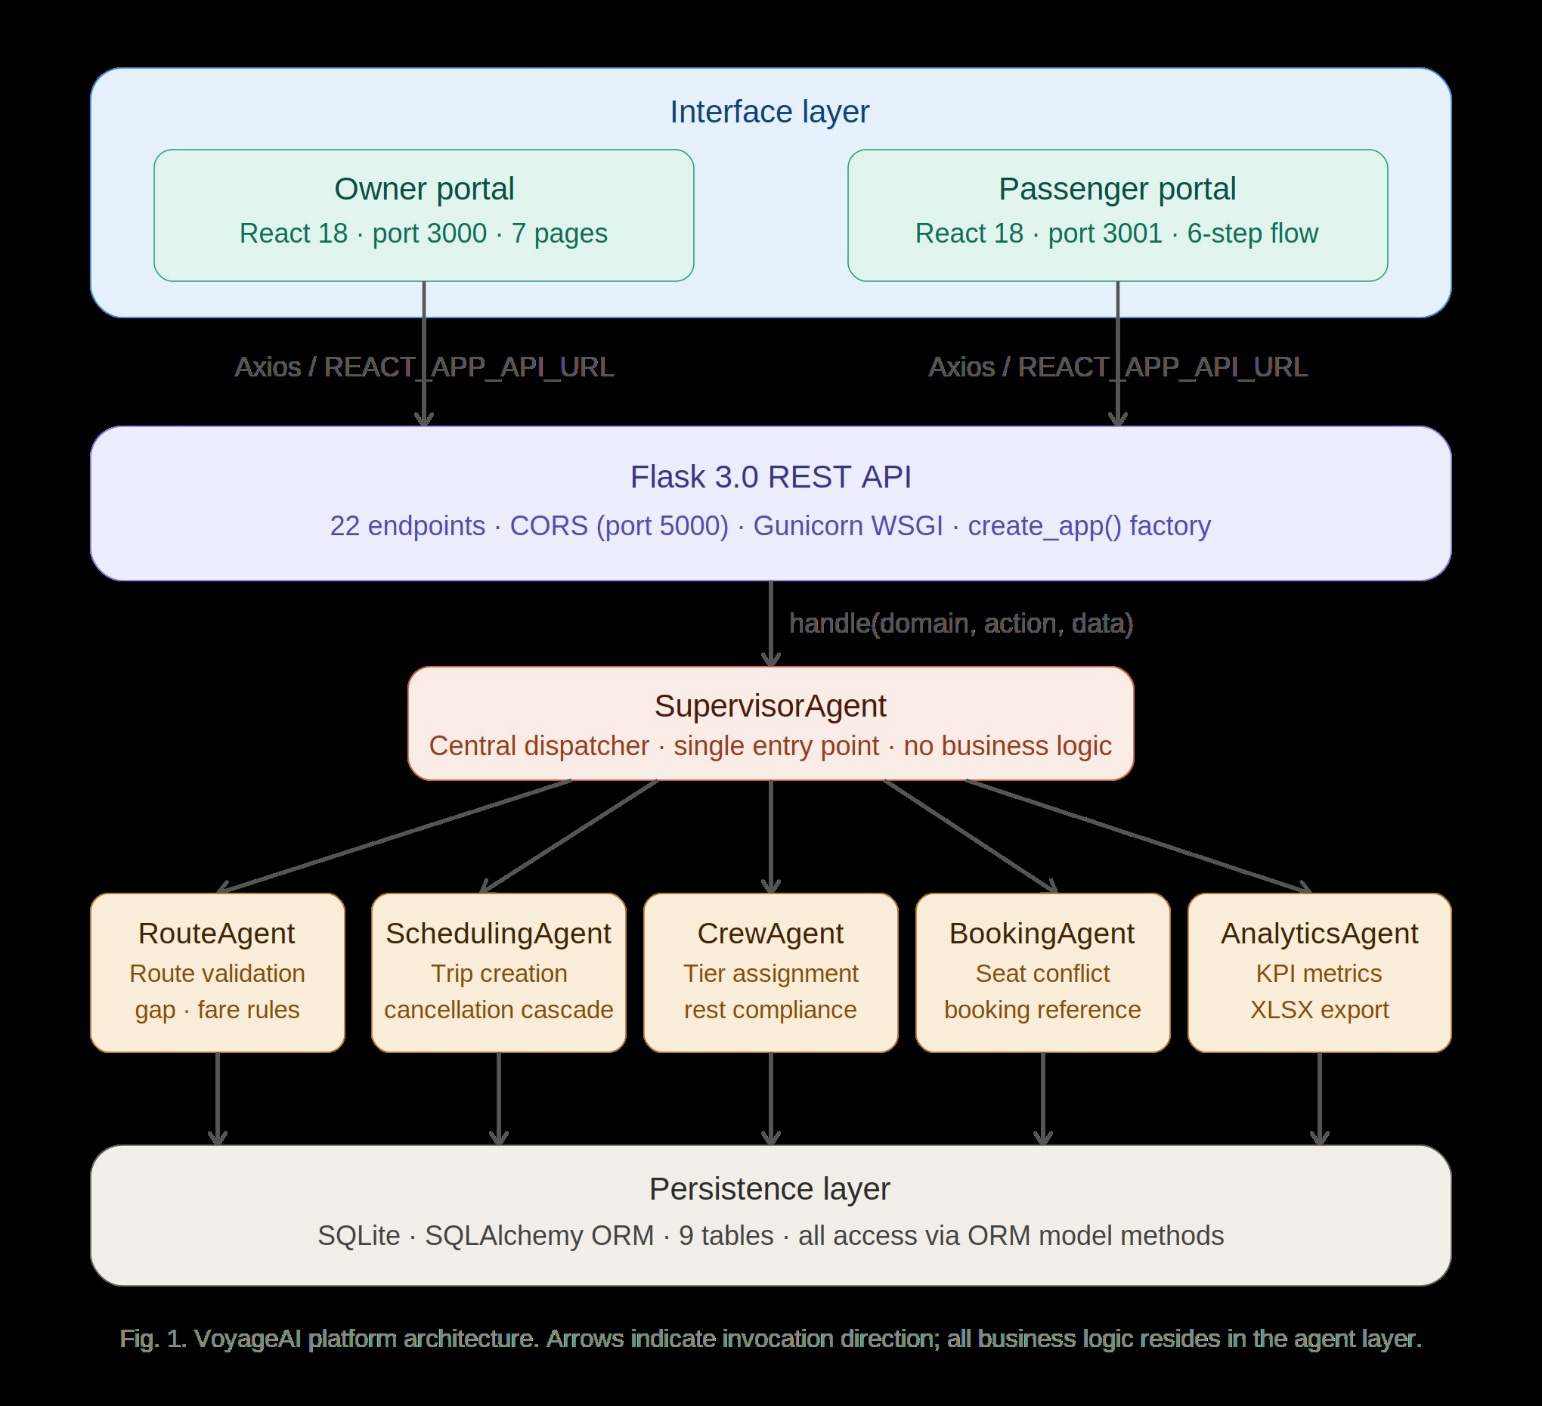 Interface layer
Owner portal
React 18 · port 3000 · 7 pages
Passenger portal
React 18 · port 3001 · 6-step flow
Axios / REACT_APP_API_URL
Axios / REACT_APP_API_URL
Flask 3.0 REST API
22 endpoints · CORS (port 5000) · Gunicorn WSGI · create_app() factory
handle(domain, action, data)
SupervisorAgent
Central dispatcher · single entry point · no business logic
RouteAgent
Route validation
gap · fare rules
SchedulingAgent
Trip creation
cancellation cascade
CrewAgent
Tier assignment
rest compliance
BookingAgent
Seat conflict
booking reference
AnalyticsAgent
KPI metrics
XLSX export
Persistence layer
SQLite · SQLAlchemy ORM · 9 tables · all access via ORM model methods
Fig. 1. VoyageAI platform architecture. Arrows indicate invocation direction; all business logic resides in the agent layer.